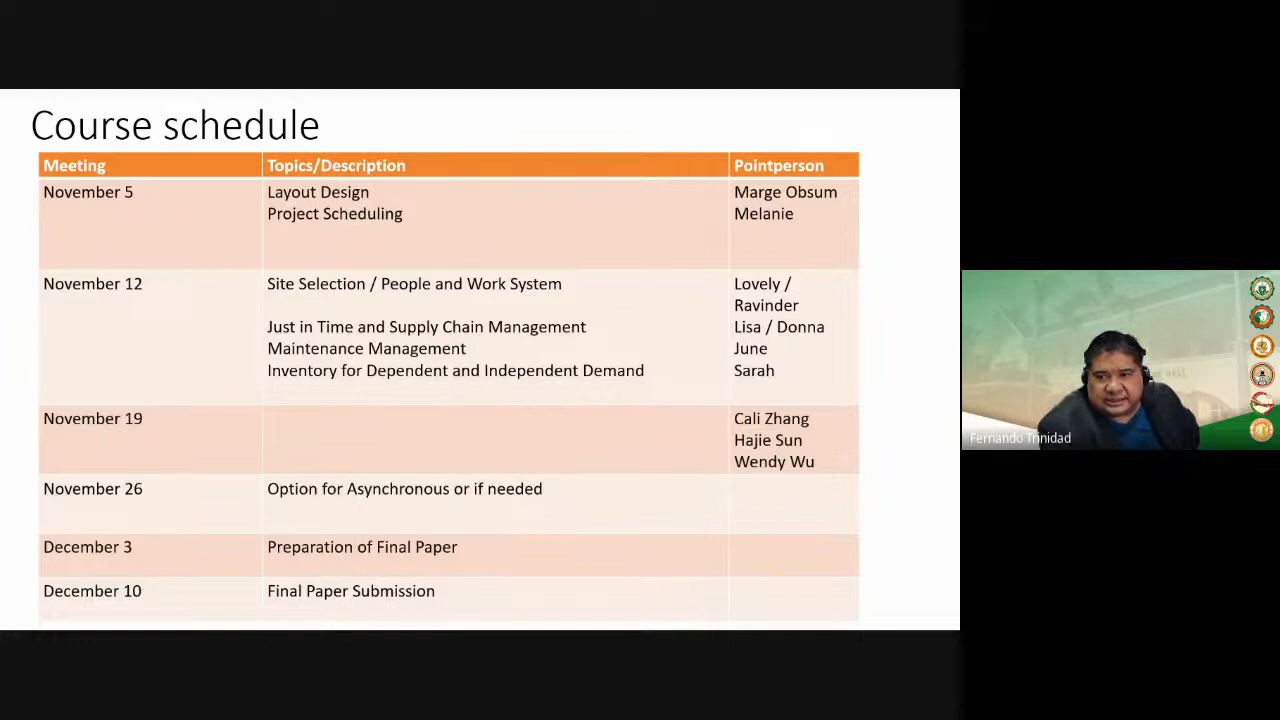 Course schedule
Meeting Topics/Description Pointperson
November 5 Layout Design Marge Obsum
Project Scheduling Melanie
November 12 Site Selection / People and Work System Lovely /
Ravinder
Just in Time and Supply Chain Management Lisa / Donna
Maintenance Management June
Inventory for Dependent and Independent Demand Sarah
November 19 Cali Zhang
Hajie Sun
Wendy Wu
November 26 Option for Asynchronous or if needed
December 3 Preparation of Final Paper
December 10 Final Paper Submission
Fernando Trinidad